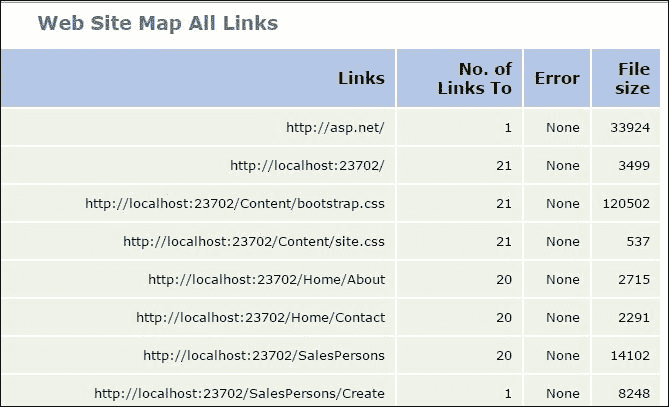 Web Site Map All Links
Links No. of Links To Error File size
http://asp.net/ 1 None 33924
http://localhost:23702/ 21 None 3499
http://localhost:23702/Content/bootstrap.css 21 None 120502
http://localhost:23702/Content/site.css 21 None 537
http://localhost:23702/Home/About 20 None 2715
http://localhost:23702/Home/Contact 20 None 2291
http://localhost:23702/SalesPersons 20 None 14102
http://localhost:23702/SalesPersons/Create 1 None 8248